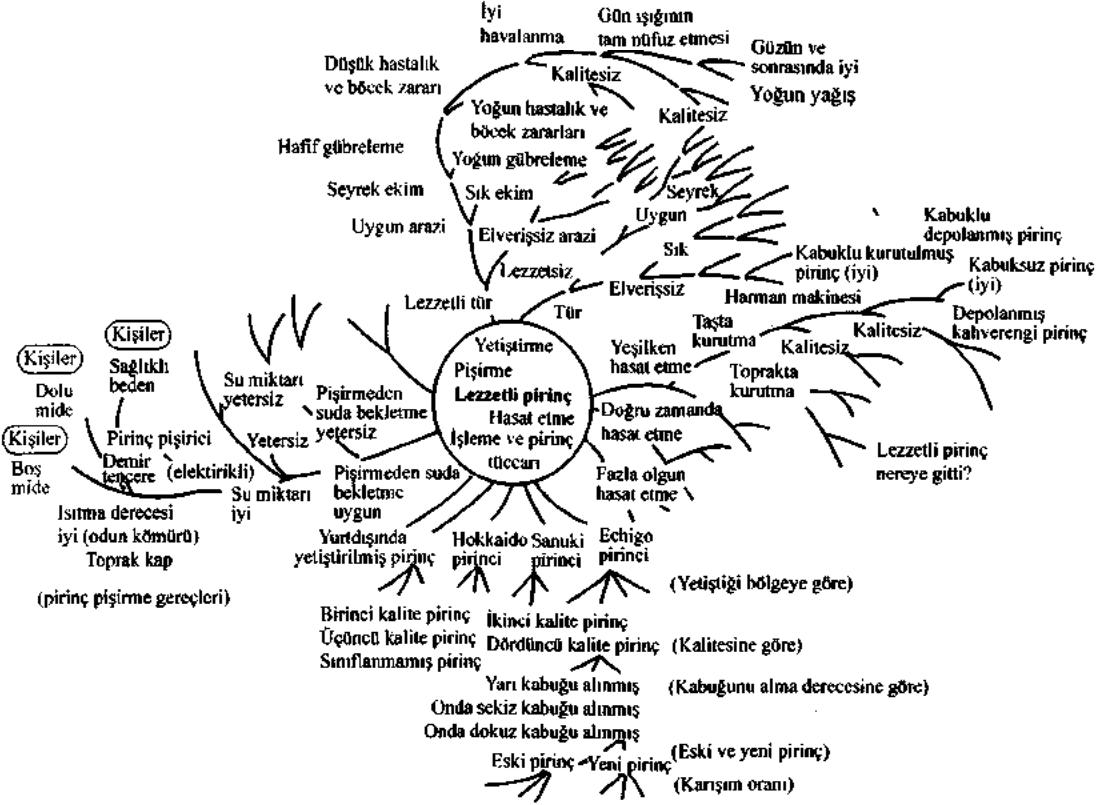 İyi
havalanma
Gün ışığının
tam nüfuz etmesi
Güzün ve
sonrasında iyi
Düşük hastalık
ve böcek zararı
Kalitesiz
Yoğun yağış
Yoğun hastalık ve
böcek zararları
Kalitesiz
Hafif gübreleme
Yoğun gübreleme
Seyrek ekim
Sık ekim
Seyrek
Uygun arazi
Elverişsiz arazi
Uygun
Sık
Kabuklu
depolanmış pirinç
Kabuklu kurutulmuş
pirinç (iyi)
Kabuksuz pirinç
(iyi)
Lezzetsiz
Elverişsiz
Harman makinesi
Lezzetli tür
Tür
Taşta
kurutma
Kalitesiz
Depolanmış
kahverengi pirinç
Kalitesiz
Yeşilken
hasat etme
Toprakta
kurutma
Yetiştirme
Pişirme
Lezzetli pirinç
Hasat etme
İşleme ve pirinç
tüccarı
Doğru zamanda
hasat etme
Fazla olgun
hasat etme
Lezzetli pirinç
nereye gitti?
Kişiler
Sağlıklı
beden
Kişiler
Dolu
mide
Kişiler
Boş
mide
Su miktarı
yetersiz
Pişirmeden
suda bekletme
yetersiz
Yetersiz
Pirinç pişirici
(elektirikli)
Demir
tencere
Su miktarı
iyi
Pişirmeden suda
bekletme
uygun
Isıtma derecesi
iyi (odun kömürü)
Toprak kap
(pirinç pişirme gereçleri)
Yurtdışında
yetiştirilmiş pirinç
Hokkaido
pirinci
Sanuki
pirinci
Echigo
pirinci
(Yetiştiği bölgeye göre)
Birinci kalite pirinç
İkinci kalite pirinç
Üçüncü kalite pirinç
Dördüncü kalite pirinç
(Kalitesine göre)
Sınıflanmamış pirinç
Yarı kabuğu alınmış
(Kabuğunu alma derecesine göre)
Onda sekiz kabuğu alınmış
Onda dokuz kabuğu alınmış
Eski pirinç
Yeni pirinç
(Eski ve yeni pirinç)
(Karışım oranı)